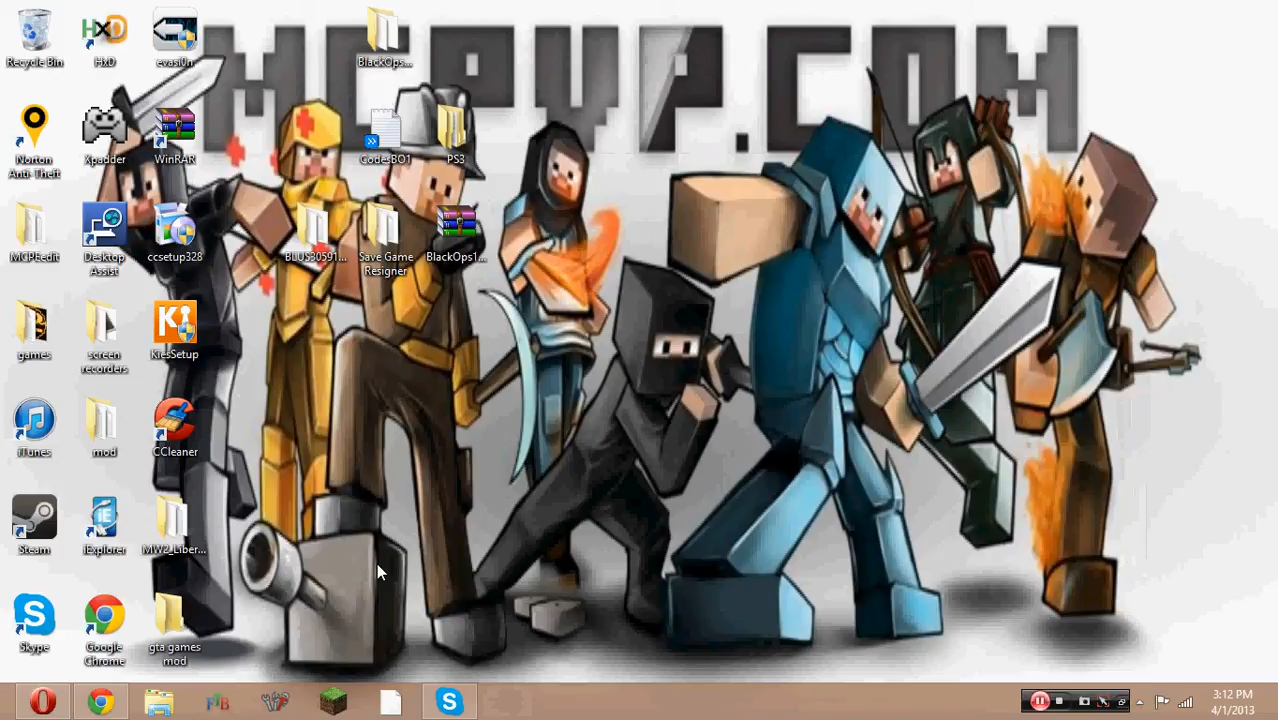 MCPVP.COM
Recycle Bin
HxD
evasi0n
BlackOps...
Norton
Anti-Theft
Xpadder
WinRAR
CodesBO1
PS3
MCPEedit
Desktop
Assist
ccsetup328
BLUS30591...
Save Game
Resigner
BlackOps1...
games
screen
recorders
KiesSetup
iTunes
mod
CCleaner
Steam
iExplorer
MW2_Liber...
Skype
Google
Chrome
gta games
mod
3:12 PM
4/1/2013